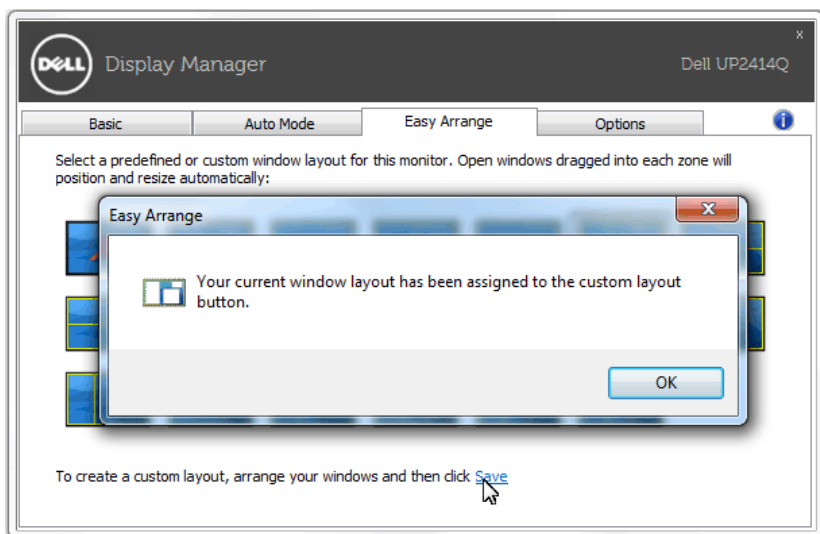 x
DELL Display Manager Dell UP2414Q
Basic Auto Mode Easy Arrange Options i
Select a predefined or custom window layout for this monitor. Open windows dragged into each zone will
position and resize automatically:
Easy Arrange
Your current window layout has been assigned to the custom layout
button.
OK
To create a custom layout, arrange your windows and then click Save